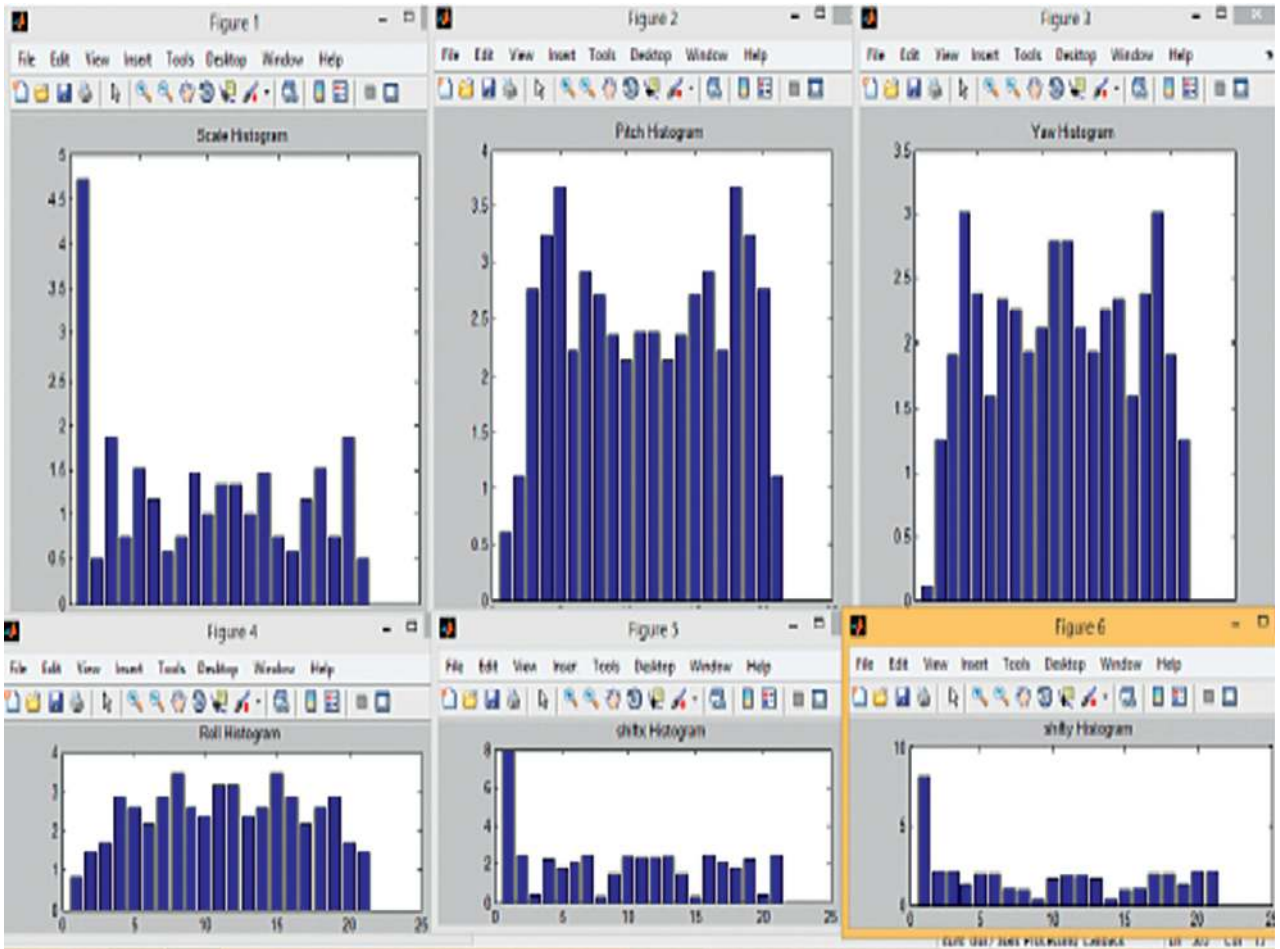 Figure 1
File Edit View Insert Tools Desktop Window Help
Scale Histogram
5
4.5
4
3.5
3
2.5
2
1.5
1
0.5
0
Figure 2
File Edit View Insert Tools Desktop Window Help
Pitch Histogram
4
3.5
3
2.5
2
1.5
1
0.5
0
Figure 3
File Edit View Insert Tools Desktop Window Help
Yaw Histogram
3.5
3
2.5
2
1.5
1
0.5
0
Figure 4
File Edit View Insert Tools Desktop Window Help
Roll Histogram
4
3
2
1
0
0 5 10 15 20 25
Figure 5
File Edit View Inser Tools Desktop Window Help
shiftx Histogram
8
6
4
2
0
0 5 10 15 20 25
Figure 6
File Edit View Insert Tools Desktop Window Help
shifty Histogram
10
5
0
0 5 10 15 20 25